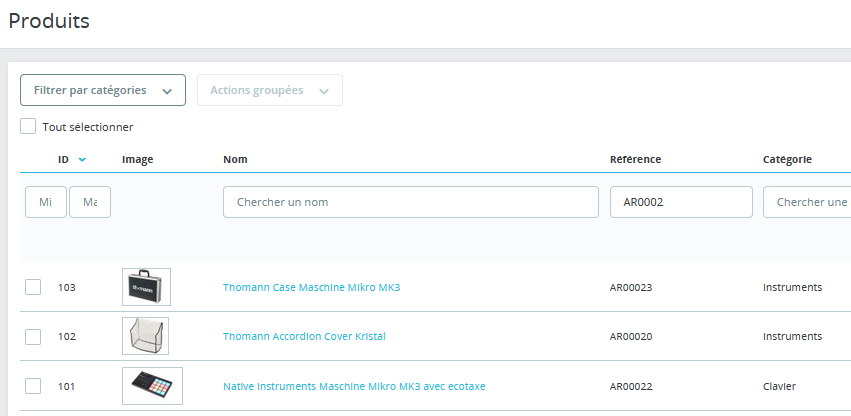 Produits
Filtrer par catégories Actions groupées
Tout sélectionner
ID Image Nom Référence Catégorie
Mi Ma Chercher un nom AR0002 Chercher une
103 thomann Thomann Case Maschine Mikro MK3 AR00023 Instruments
102 Thomann Accordion Cover Kristal AR00020 Instruments
101 Native Instruments Maschine Mikro MK3 avec ecotaxe AR00022 Clavier